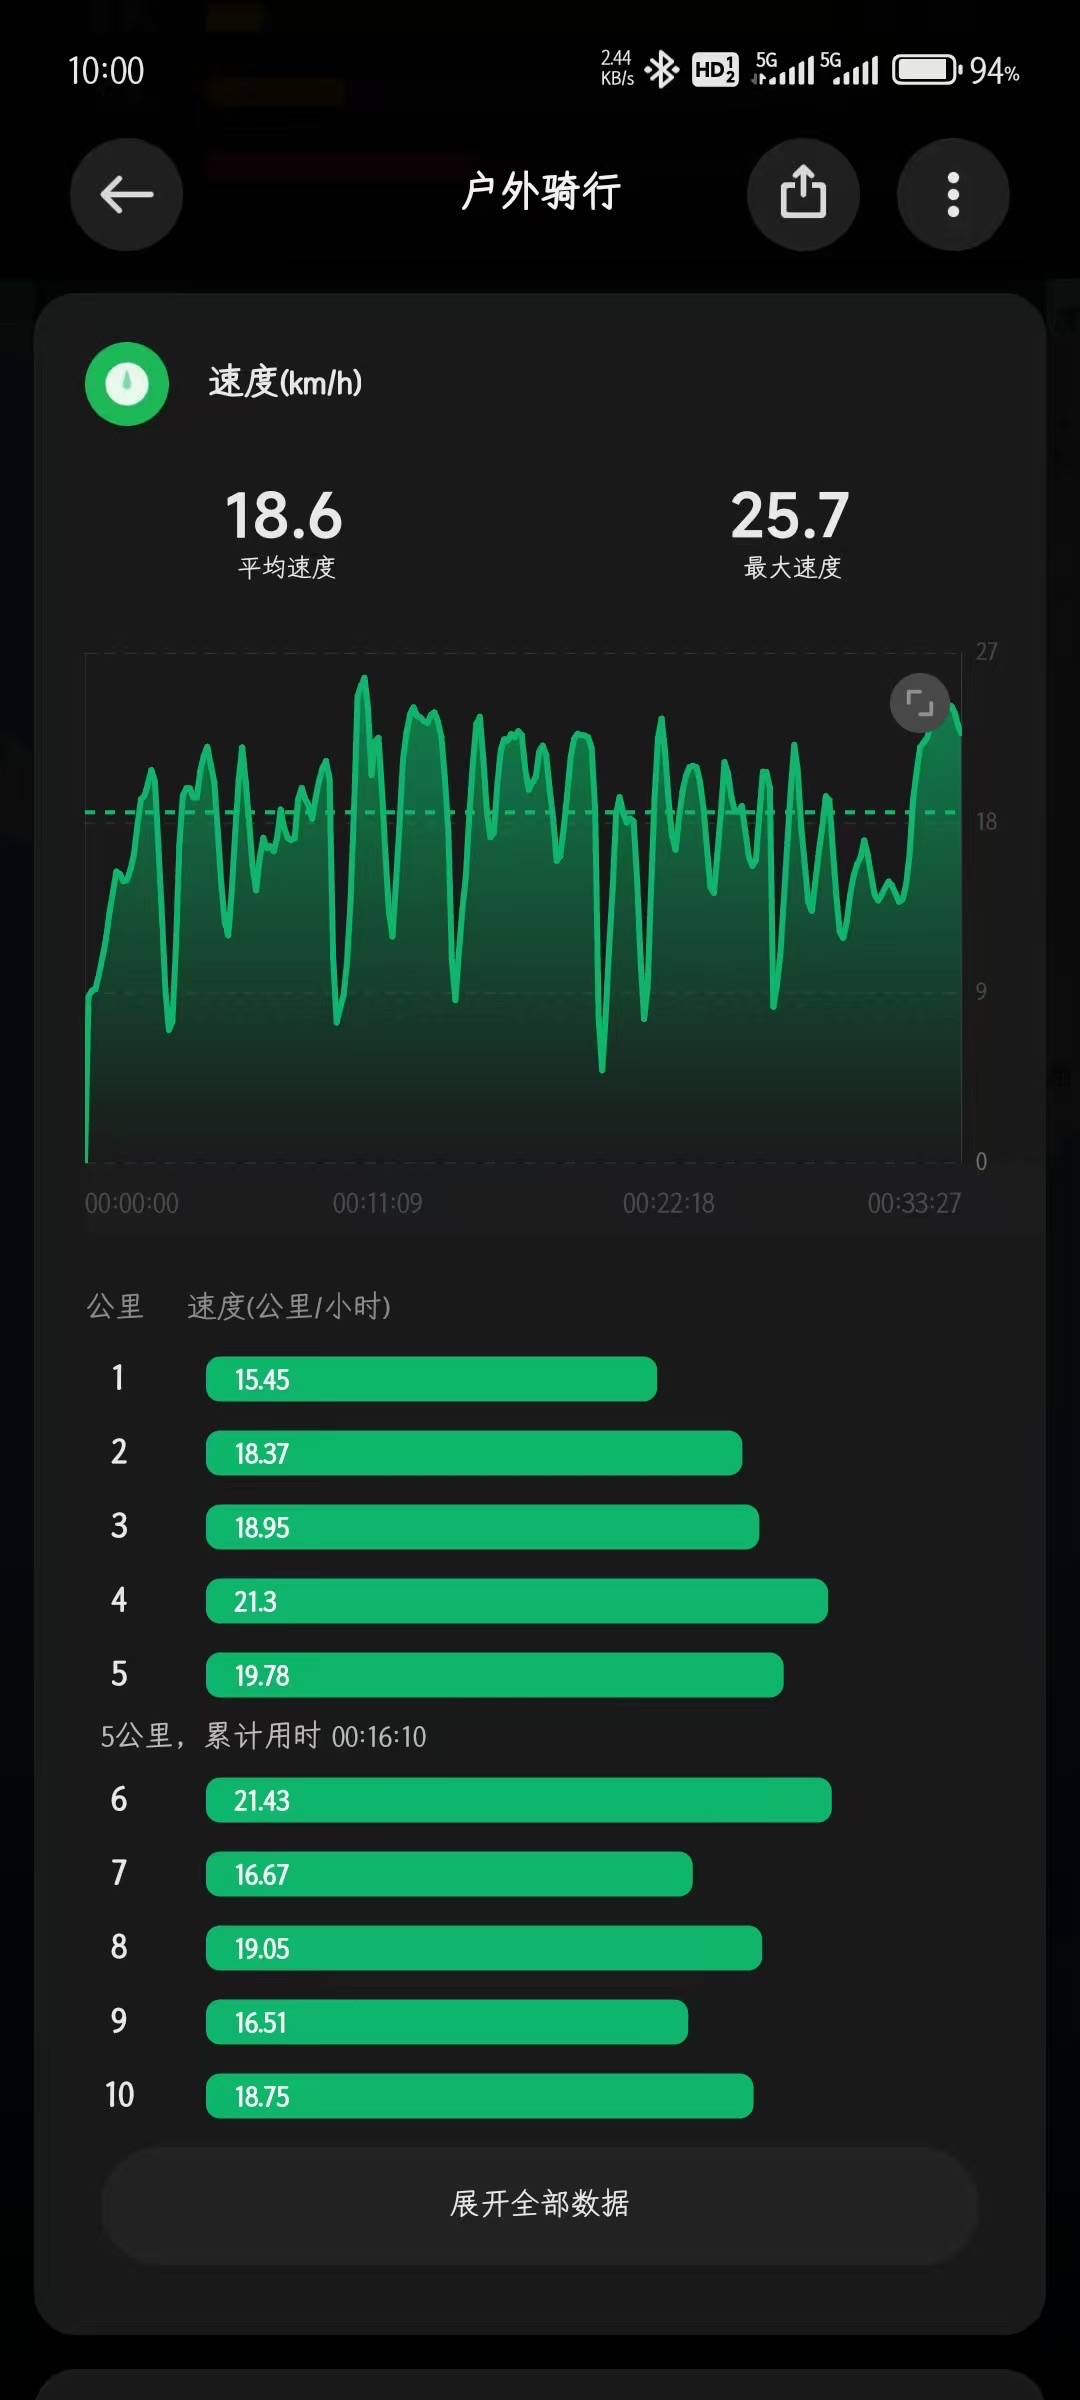 10:00 2.44 KB/s HD 1 2 5G 5G 94%
户外骑行
速度(km/h)
18.6 25.7
平均速度 最大速度
27
18
9
0
00:00:00 00:11:09 00:22:18 00:33:27
公里 速度(公里/小时)
1 15.45
2 18.37
3 18.95
4 21.3
5 19.78
5公里，累计用时 00:16:10
6 21.43
7 16.67
8 19.05
9 16.51
10 18.75
展开全部数据